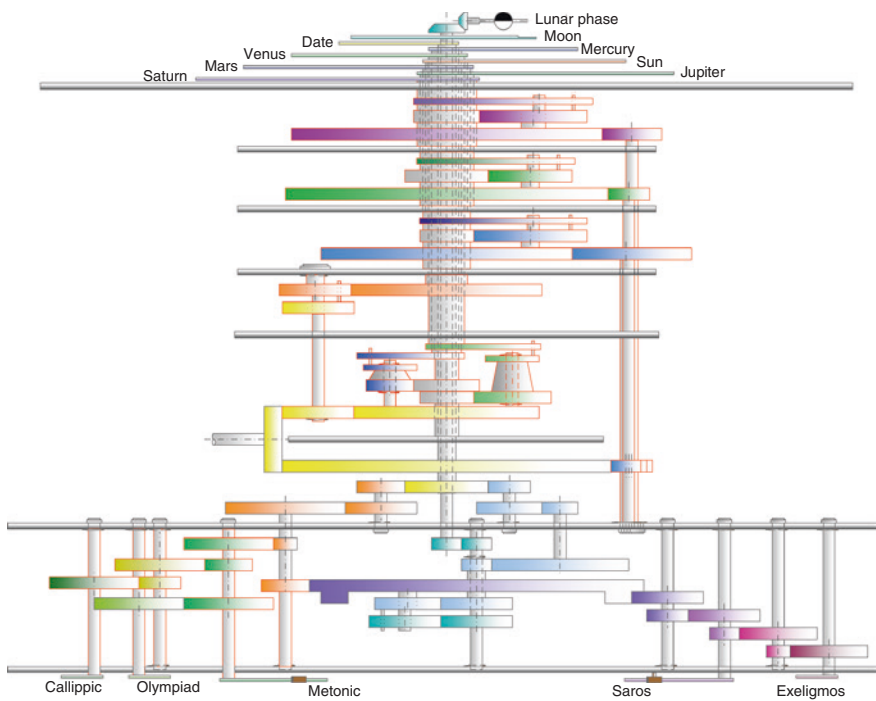 Lunar phase
Moon
Date
Mercury
Venus
Sun
Mars
Jupiter
Saturn
Callippic
Olympiad
Metonic
Saros
Exeligmos